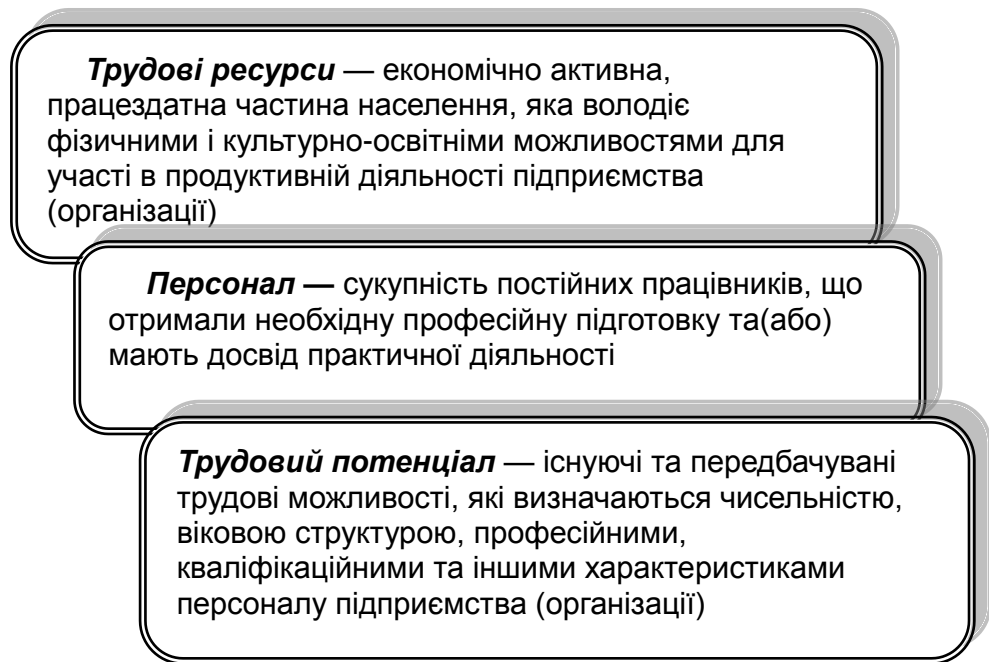 Трудові ресурси — економічно активна,
працездатна частина населення, яка володіє
фізичними і культурно-освітніми можливостями для
участі в продуктивній діяльності підприємства
(організації)
Персонал — сукупність постійних працівників, що
отримали необхідну професійну підготовку та(або)
мають досвід практичної діяльності
Трудовий потенціал — існуючі та передбачувані
трудові можливості, які визначаються чисельністю,
віковою структурою, професійними,
кваліфікаційними та іншими характеристиками
персоналу підприємства (організації)